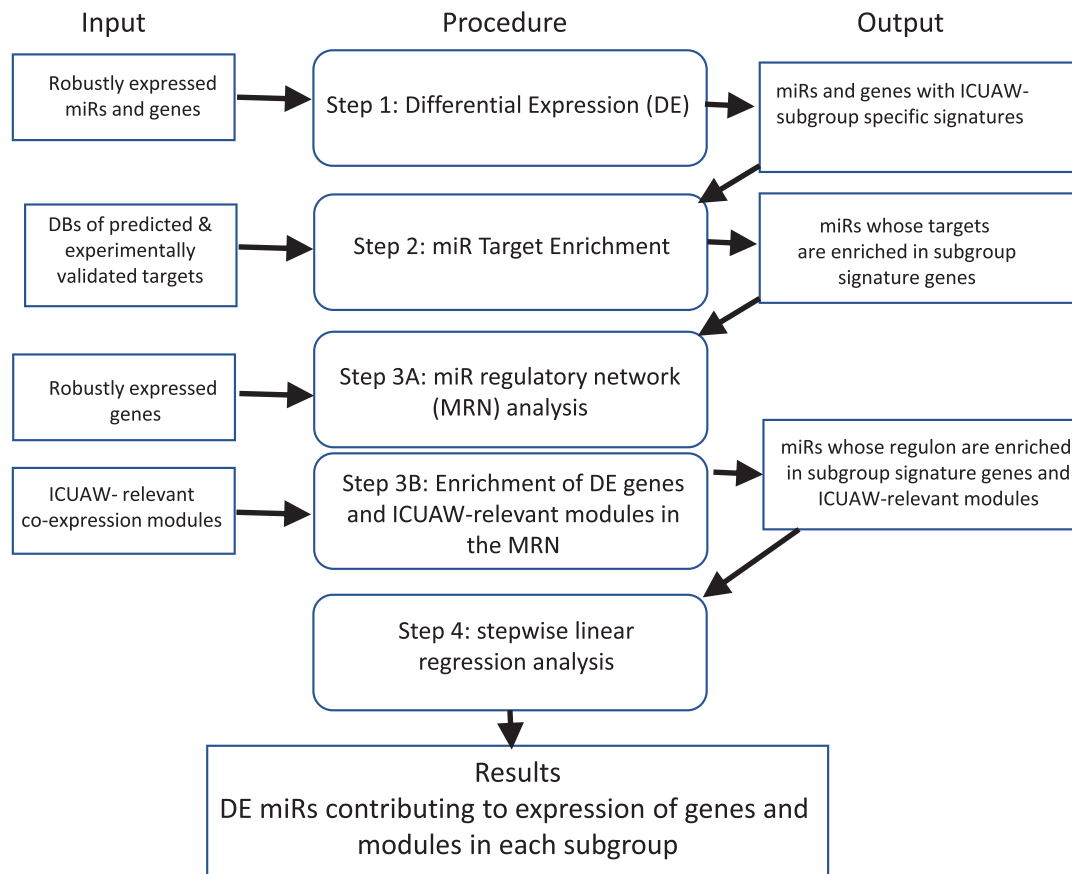 Input
Procedure
Output
Robustly expressed
miRs and genes
Step 1: Differential Expression (DE)
miRs and genes with ICUAW-
subgroup specific signatures
DBs of predicted &
experimentally
validated targets
Step 2: miR Target Enrichment
miRs whose targets
are enriched in subgroup
signature genes
Robustly expressed
genes
Step 3A: miR regulatory network
(MRN) analysis
ICUAW- relevant
co-expression modules
Step 3B: Enrichment of DE genes
and ICUAW-relevant modules in
the MRN
miRs whose regulon are enriched
in subgroup signature genes and
ICUAW-relevant modules
Step 4: stepwise linear
regression analysis
Results
DE miRs contributing to expression of genes and
modules in each subgroup